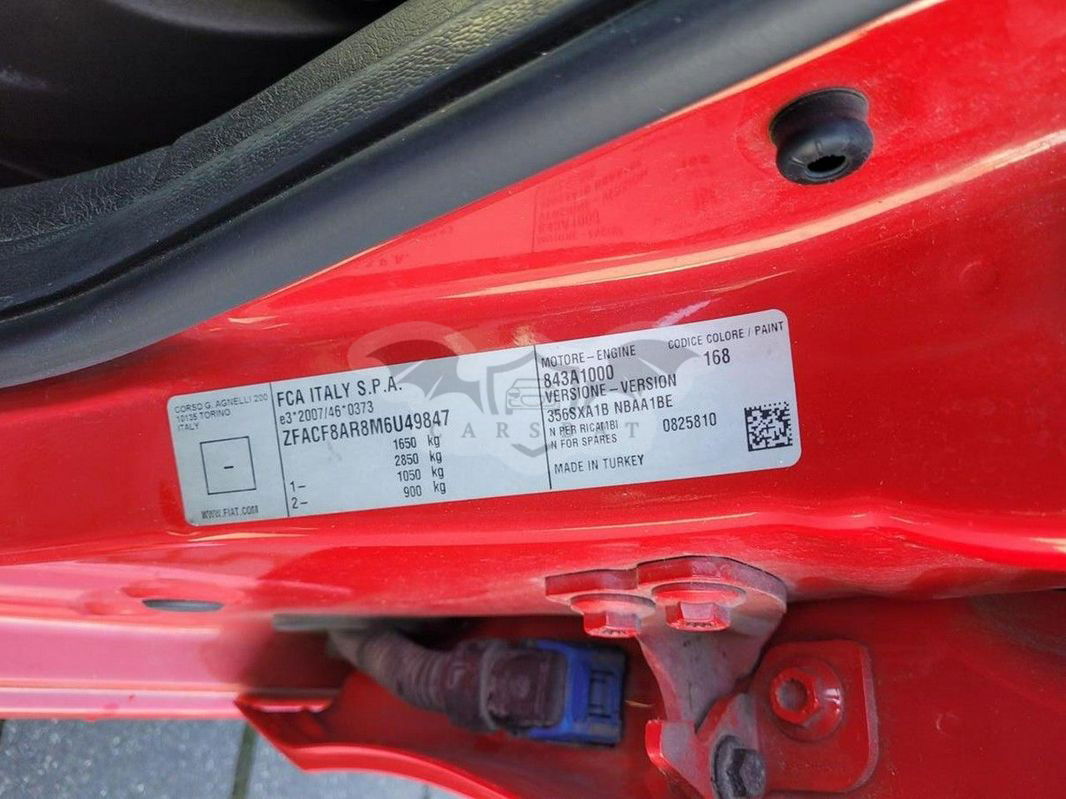 CORSO G. AGNELLI 200
10135 TORINO
ITALY
-
WWW.FIAT.COM
FCA ITALY S.P.A.
e3*2007/46*0373
ZFACF8AR8M6U49847
1650 kg
2850 kg
1- 1050 kg
2- 900 kg
MOTORE-ENGINE
843A1000
VERSIONE-VERSION
356SXA1B NBAA1BE
N PER RICAMBI
N FOR SPARES
0825810
MADE IN TURKEY
CODICE COLORE / PAINT
168